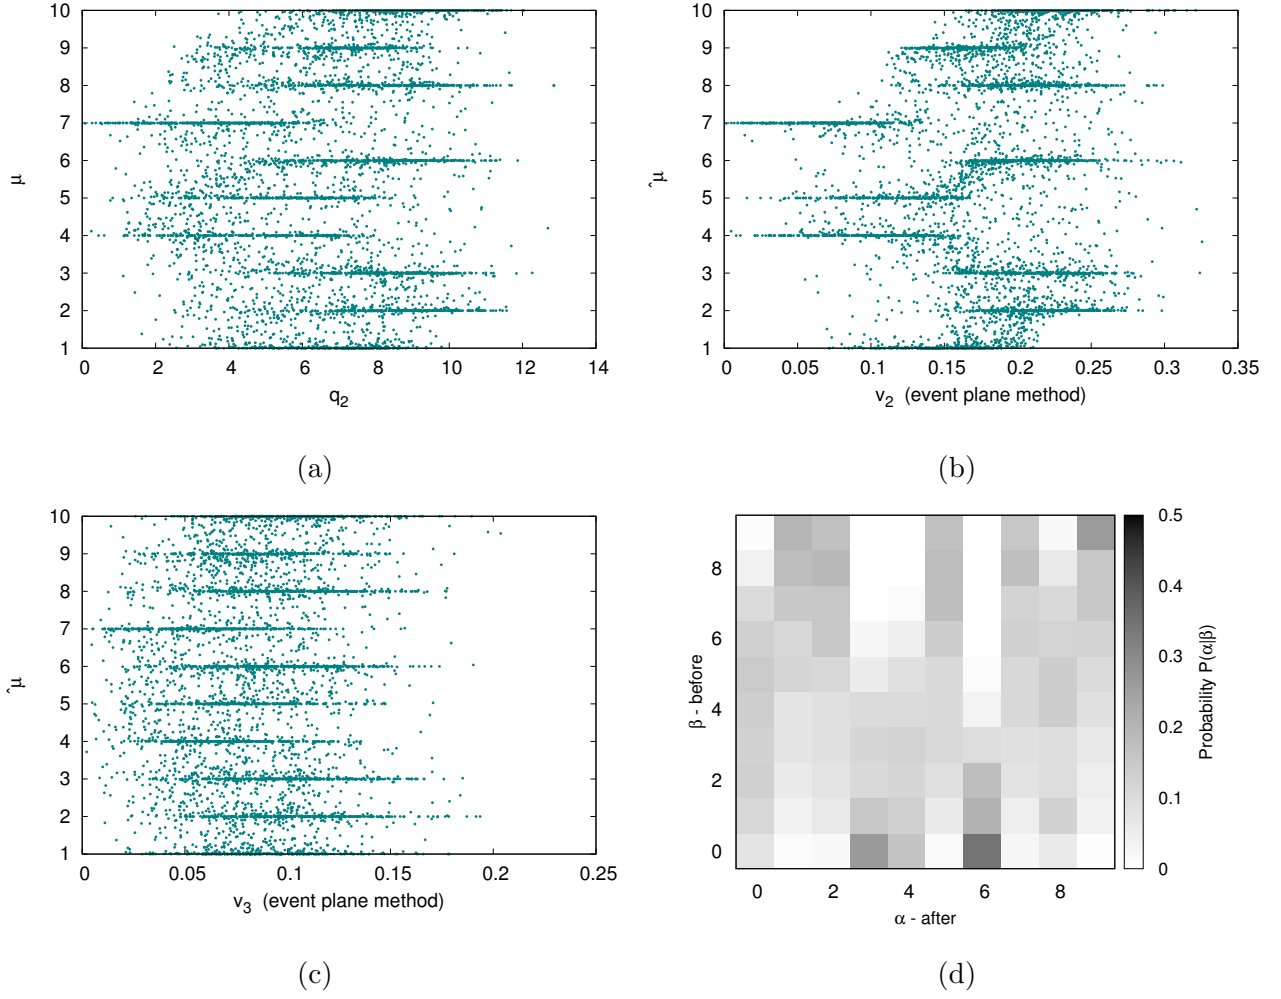 10
9
8
7
6
5
4
3
2
1
μ
0 2 4 6 8 10 12 14
q2
(a)
10
9
8
7
6
5
4
3
2
1
μ̂
0 0.05 0.1 0.15 0.2 0.25 0.3 0.35
v2 (event plane method)
(b)
10
9
8
7
6
5
4
3
2
1
μ̂
0 0.05 0.1 0.15 0.2 0.25
v3 (event plane method)
(c)
8
6
4
2
0
β - before
0 2 4 6 8
α - after
0.5
0.4
0.3
0.2
0.1
0
Probability P(α|β)
(d)